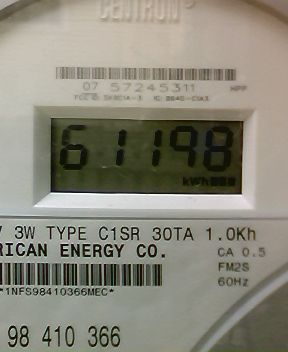 CENTRON
07 57245311
61198
kWh
3W TYPE C1SR 30TA 1.0Kh
RICAN ENERGY CO.
CA 0.5
FM2S
60Hz
*1NFS98410366MEC*
98 410 366